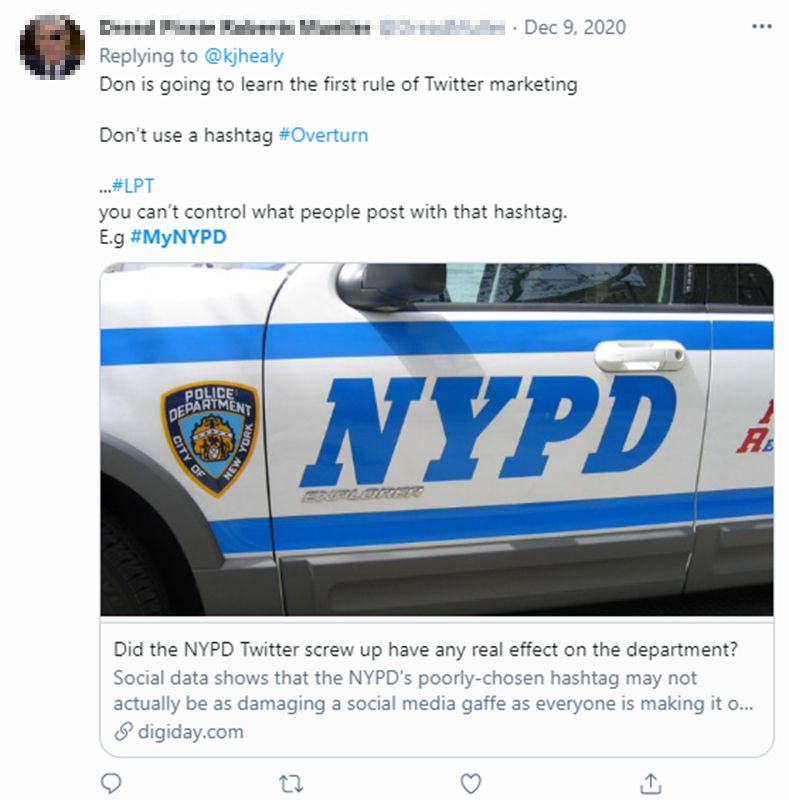 · Dec 9, 2020
Replying to @kjhealy
Don is going to learn the first rule of Twitter marketing
Don't use a hashtag #Overturn
...#LPT
you can't control what people post with that hashtag.
E.g #MyNYPD
POLICE
DEPARTMENT
CITY OF NEW YORK
NYPD
EXPLORER
Did the NYPD Twitter screw up have any real effect on the department?
Social data shows that the NYPD's poorly-chosen hashtag may not
actually be as damaging a social media gaffe as everyone is making it o...
digiday.com